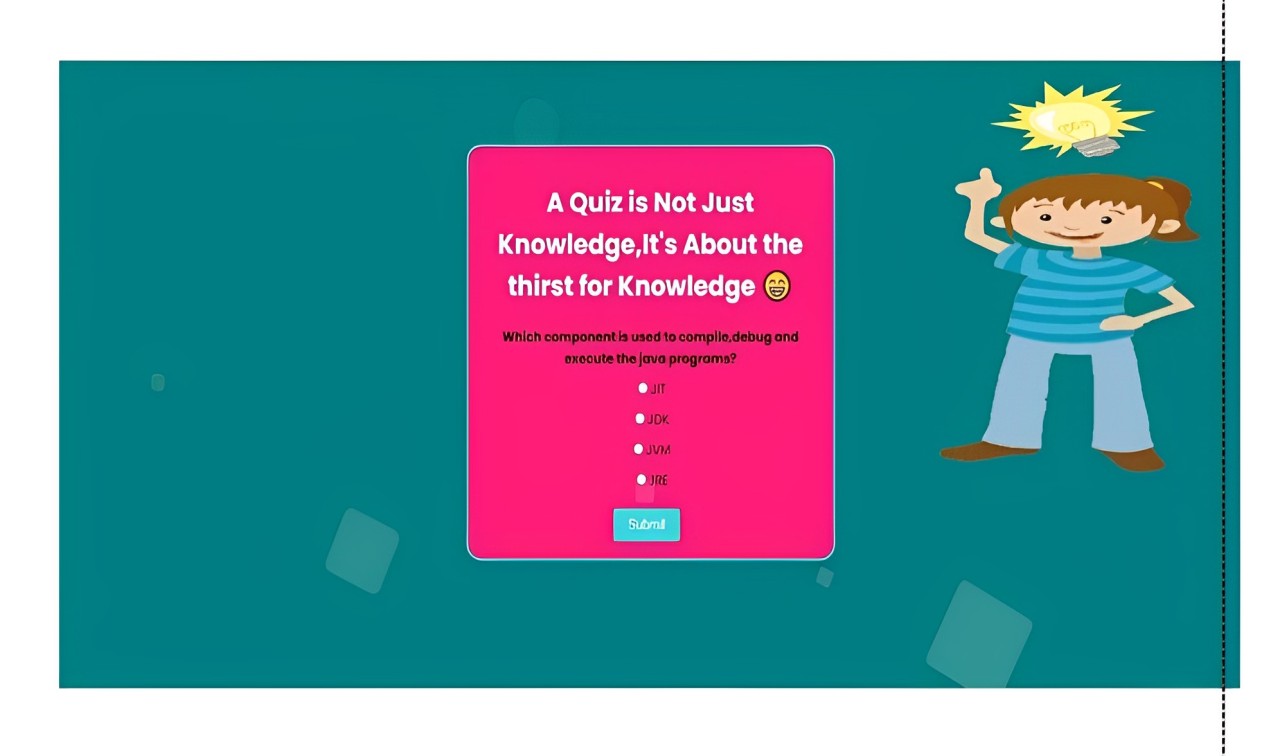 A Quiz is Not Just
Knowledge,It's About the
thirst for Knowledge 😁
Which component is used to compile,debug and
execute the java programs?
JIT
JDK
JVM
JRE
Submit